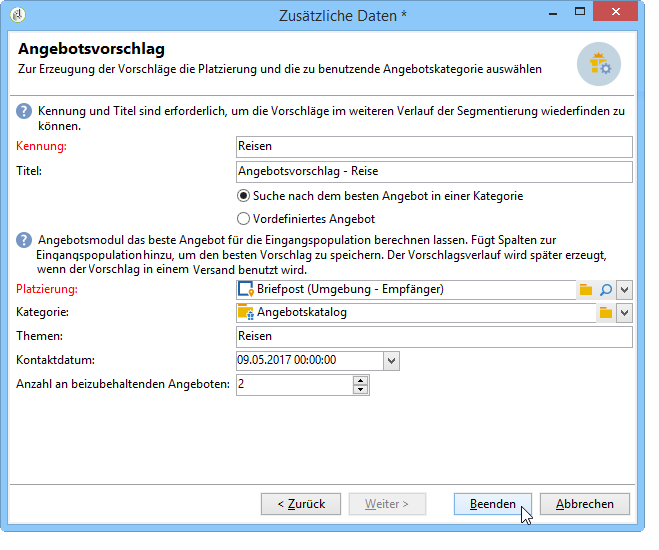 Zusätzliche Daten *
Angebotsvorschlag
Zur Erzeugung der Vorschläge die Platzierung und die zu benutzende Angebotskategorie auswählen
Kennung und Titel sind erforderlich, um die Vorschläge im weiteren Verlauf der Segmentierung wiederfinden zu
können.
Kennung: Reisen
Titel: Angebotsvorschlag - Reise
Suche nach dem besten Angebot in einer Kategorie
Vordefiniertes Angebot
Angebotsmodul das beste Angebot für die Eingangspopulation berechnen lassen. Fügt Spalten zur
Eingangspopulation hinzu, um den besten Vorschlag zu speichern. Der Vorschlagsverlauf wird später erzeugt,
wenn der Vorschlag in einem Versand benutzt wird.
Platzierung: Briefpost (Umgebung - Empfänger)
Kategorie: Angebotskatalog
Themen: Reisen
Kontaktdatum: 09.05.2017 00:00:00
Anzahl an beizubehaltenden Angeboten: 2
< Zurück Weiter > Beenden Abbrechen